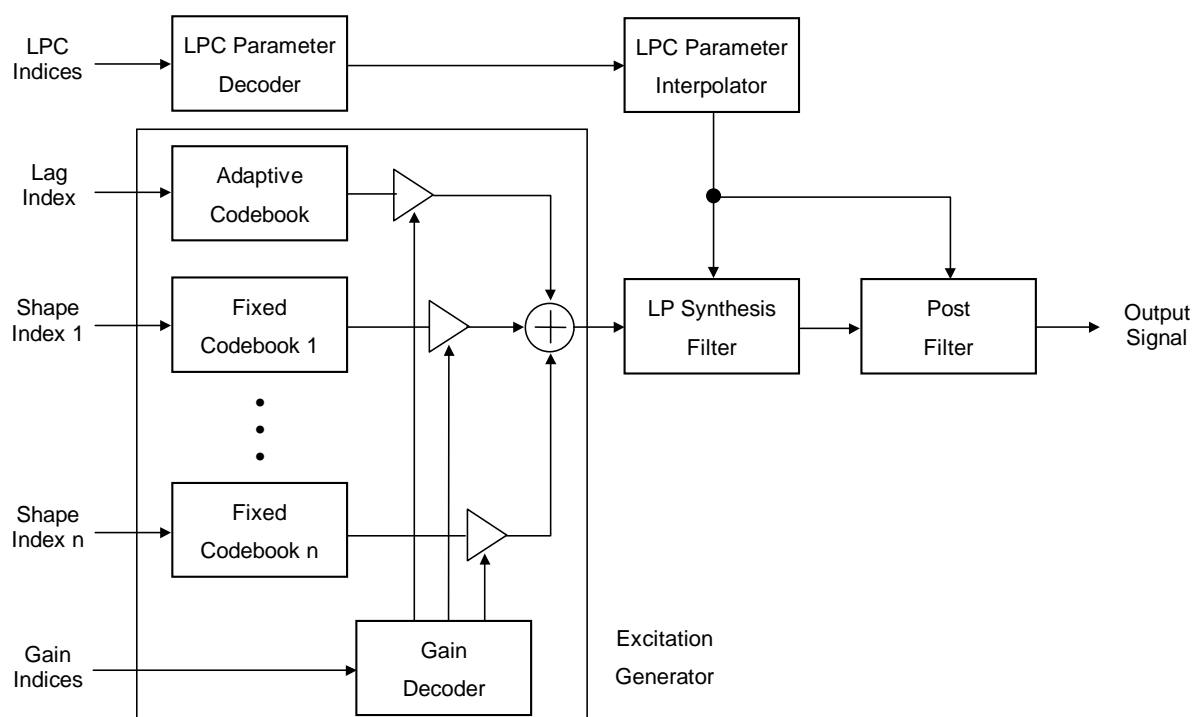 LPC
Indices
LPC Parameter
Decoder
LPC Parameter
Interpolator
Lag
Index
Adaptive
Codebook
Shape
Index 1
Fixed
Codebook 1
LP Synthesis
Filter
Post
Filter
Output
Signal
Shape
Index n
Fixed
Codebook n
Gain
Indices
Gain
Decoder
Excitation
Generator